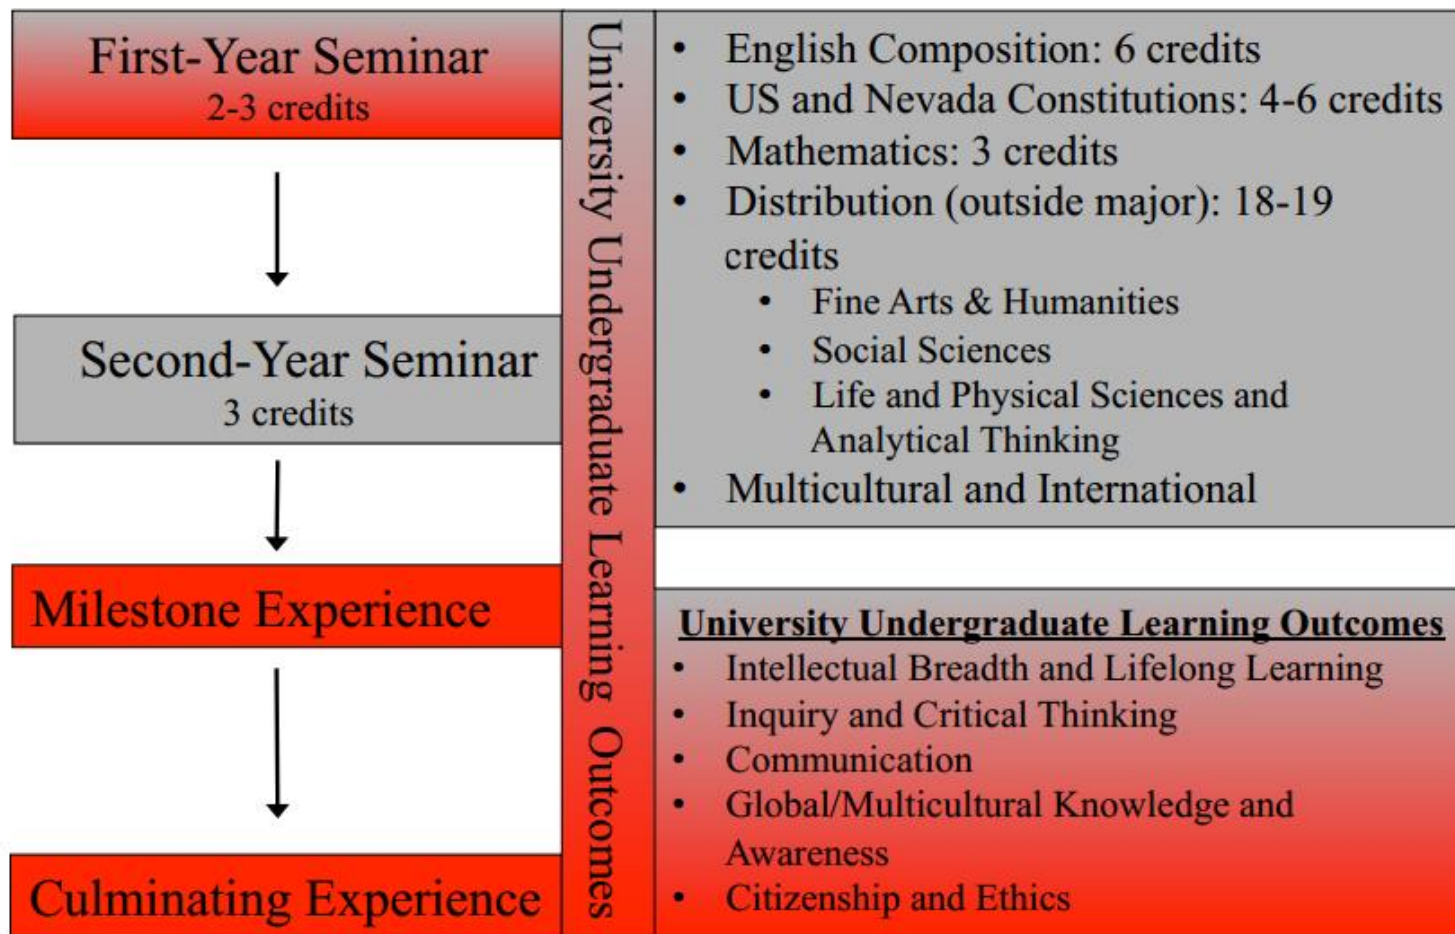 First-Year Seminar
2-3 credits
Second-Year Seminar
3 credits
Milestone Experience
Culminating Experience
University Undergraduate Learning Outcomes
• English Composition: 6 credits
• US and Nevada Constitutions: 4-6 credits
• Mathematics: 3 credits
• Distribution (outside major): 18-19
credits
• Fine Arts & Humanities
• Social Sciences
• Life and Physical Sciences and
Analytical Thinking
• Multicultural and International
University Undergraduate Learning Outcomes
• Intellectual Breadth and Lifelong Learning
• Inquiry and Critical Thinking
• Communication
• Global/Multicultural Knowledge and
Awareness
• Citizenship and Ethics